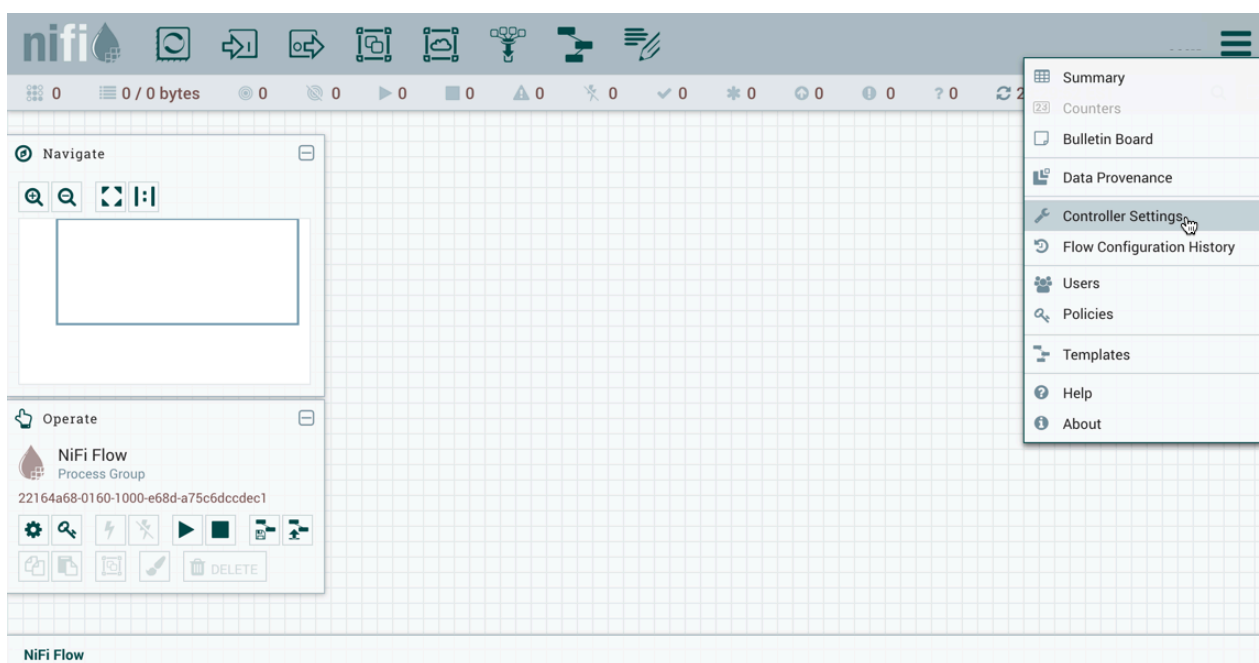 nifi
0 0 / 0 bytes 0 0 0 0 0 0 0 0 0 0 ? 0 2
Summary
23 Counters
Bulletin Board
Data Provenance
Controller Settings
Flow Configuration History
Users
Policies
Templates
Help
About
Navigate
Operate
NiFi Flow
Process Group
22164a68-0160-1000-e68d-a75c6dccdec1
DELETE
NiFi Flow